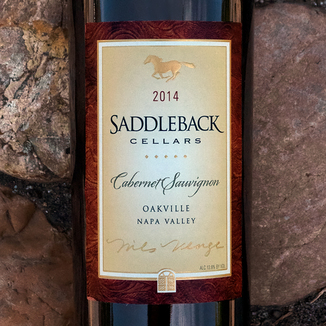 2014
SADDLEBACK
CELLARS
Cabernet Sauvignon
OAKVILLE
NAPA VALLEY
Nils Venge